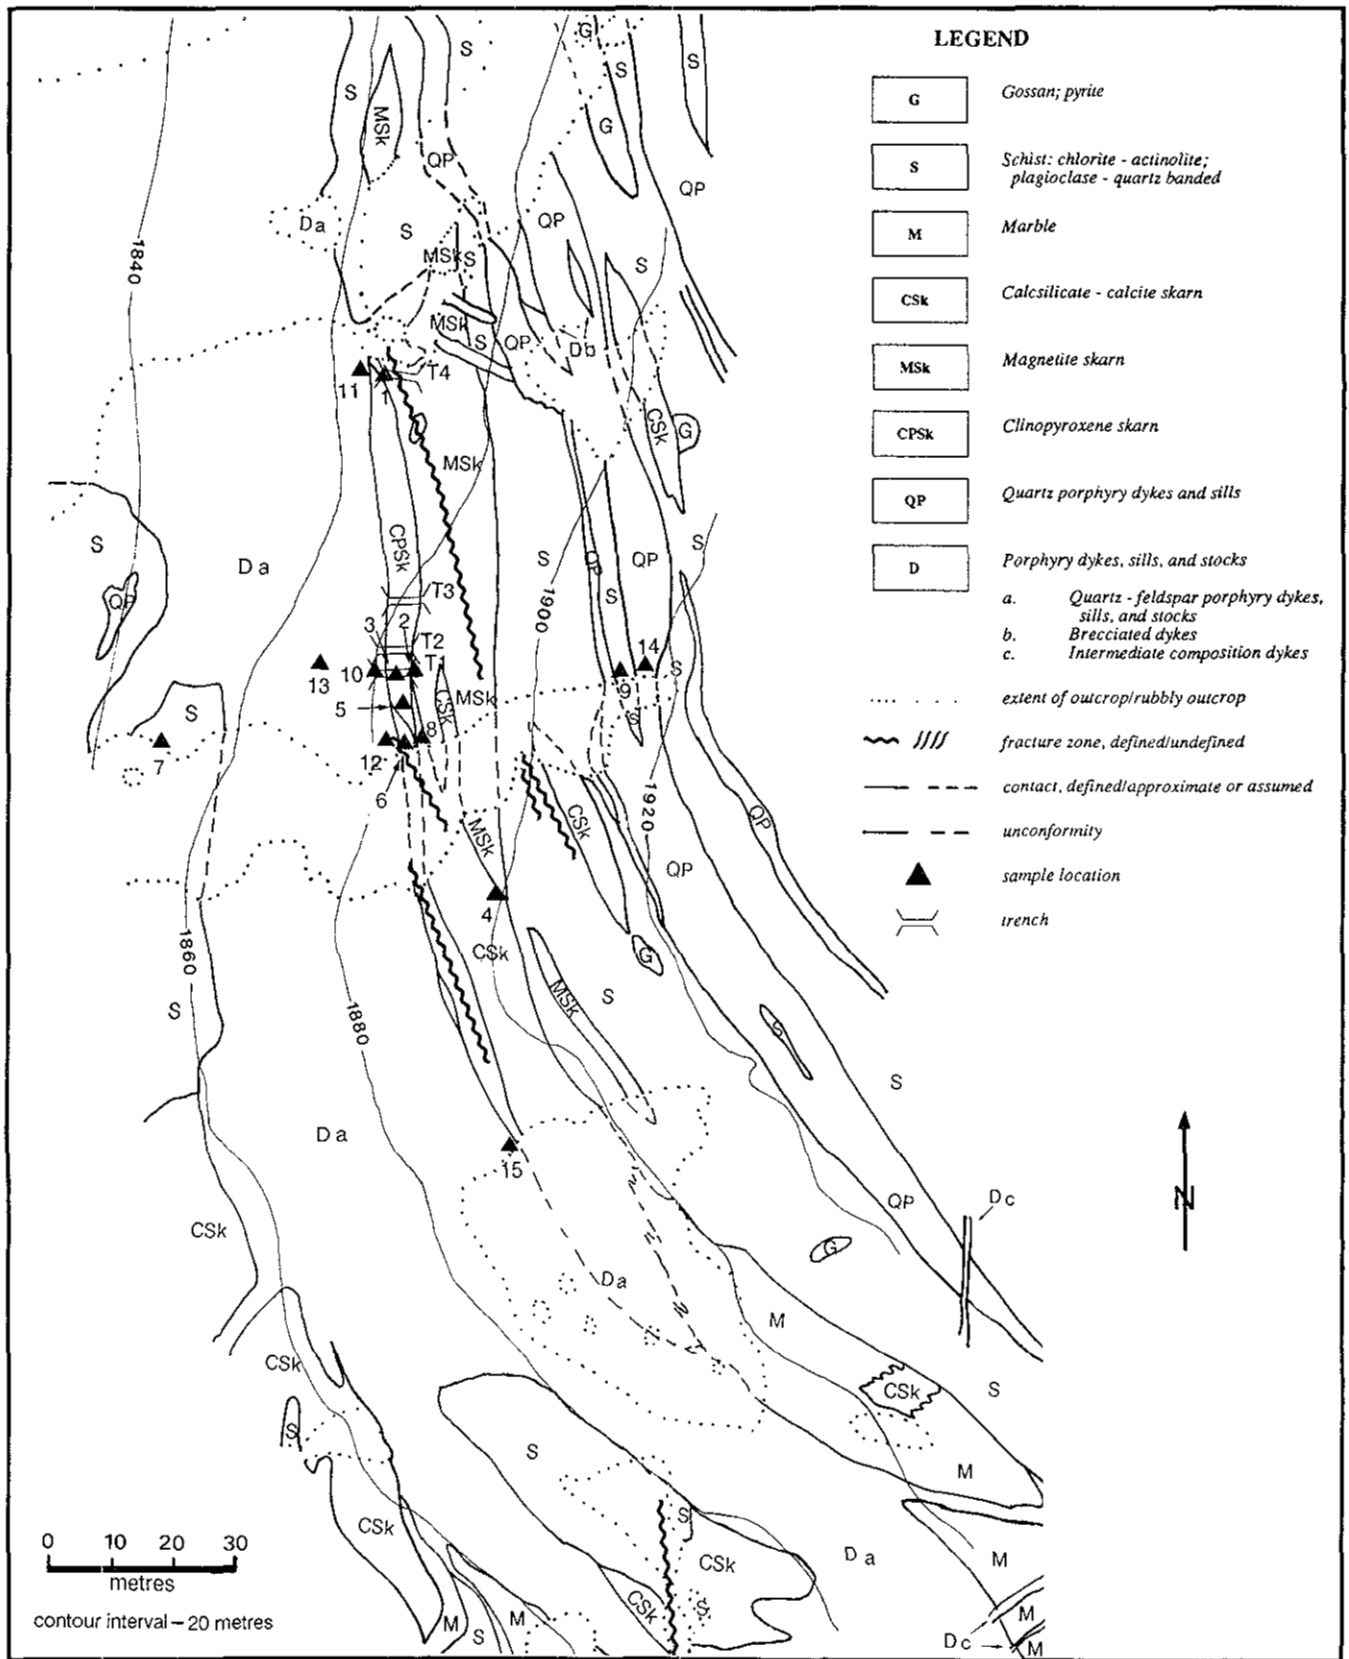 LEGEND
G Gossan; pyrite
S Schist: chlorite - actinolite;
plagioclase - quartz banded
M Marble
CSk Calcsilicate - calcite skarn
MSk Magnetite skarn
CPSk Clinopyroxene skarn
QP Quartz porphyry dykes and sills
D Porphyry dykes, sills, and stocks
a. Quartz - feldspar porphyry dykes,
sills, and stocks
b. Brecciated dykes
c. Intermediate composition dykes
extent of outcrop/rubbly outcrop
fracture zone, defined/undefined
contact, defined/approximate or assumed
unconformity
sample location
trench
S
G
S
S
S
MSk
G
QP
QP
Da
S
QP
MSk
S
S
1840
MSk
S
QP
Db
T4
11
1
CSk
G
MSk
S
CPSk
S
QP
QP
S
Da
QP
T3
S
1900
3
2
T2
T
14
13
10
9
S
CSk
MSk
S
5
S
7
12
8
6
1920
CSk
QP
MSk
QP
4
CSk
G
1860
MSk
S
S
1880
S
S
Da
15
QP
Dc
CSk
G
Da
M
CSk
CSk
S
S
S
M
S
CSk
CSk
Da
M
CSk
S
M
S
M
Dc
M
M
N
0 10 20 30
metres
contour interval – 20 metres